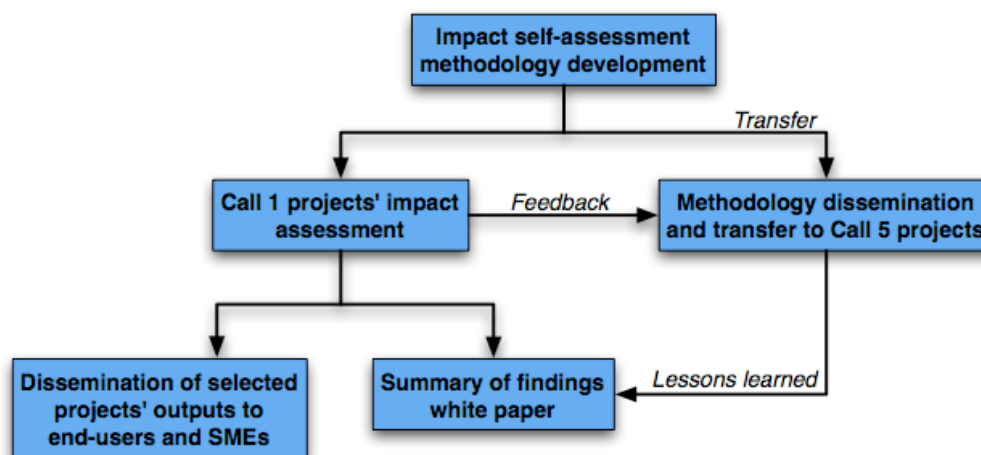 Impact self-assessment
methodology development
Transfer
Call 1 projects' impact
assessment
Feedback
Methodology dissemination
and transfer to Call 5 projects
Dissemination of selected
projects' outputs to
end-users and SMEs
Summary of findings
white paper
Lessons learned